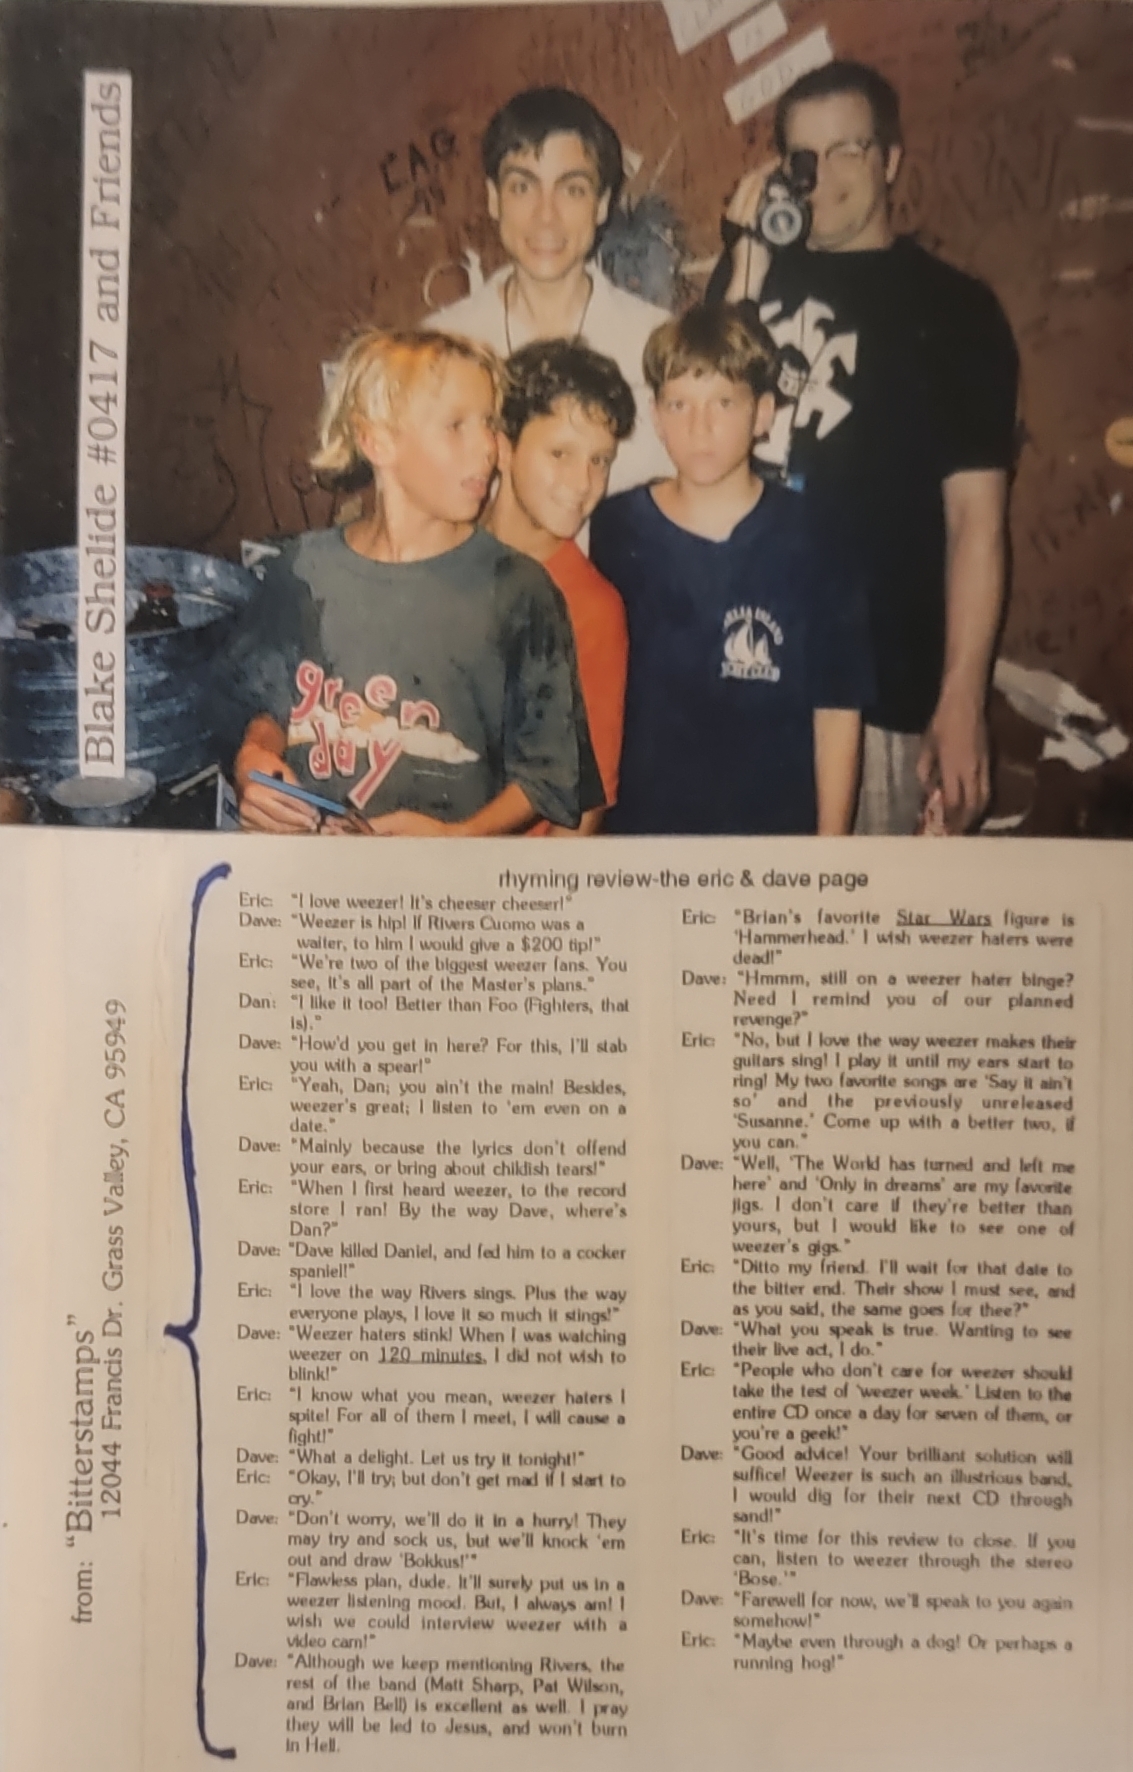 Blake Shelide #0417 and Friends
CAG
green
day
rhyming review-the eric & dave page
Eric: "I love weezer! It's cheeser cheeser!"
Dave: "Weezer is hip! If Rivers Cuomo was a
waiter, to him I would give a $200 tip!"
Eric: "We're two of the biggest weezer fans. You
see, it's all part of the Master's plans."
Dan: "I like it too! Better than Foo (Fighters, that
is)."
Dave: "How'd you get in here? For this, I'll stab
you with a spear!"
Eric: "Yeah, Dan; you ain't the main! Besides,
weezer's great; I listen to 'em even on a
date."
Dave: "Mainly because the lyrics don't offend
your ears, or bring about childish tears!"
Eric: "When I first heard weezer, to the record
store I ran! By the way Dave, where's
Dan?"
Dave: "Dave killed Daniel, and fed him to a cocker
spaniel!"
Eric: "I love the way Rivers sings. Plus the way
everyone plays, I love it so much it stings!"
Dave: "Weezer haters stink! When I was watching
weezer on 120 minutes, I did not wish to
blink!"
Eric: "I know what you mean, weezer haters I
spite! For all of them I meet, I will cause a
fight!"
Dave: "What a delight. Let us try it tonight!"
Eric: "Okay, I'll try; but don't get mad if I start to
cry."
Dave: "Don't worry, we'll do it in a hurry! They
may try and sock us, but we'll knock 'em
out and draw 'Bokkus!'"
Eric: "Flawless plan, dude. It'll surely put us in a
weezer listening mood. But, I always am! I
wish we could interview weezer with a
video cam!"
Dave: "Although we keep mentioning Rivers, the
rest of the band (Matt Sharp, Pat Wilson,
and Brian Bell) is excellent as well. I pray
they will be led to Jesus, and won't burn
in Hell.
Eric: "Brian's favorite Star Wars figure is
'Hammerhead.' I wish weezer haters were
dead!"
Dave: "Hmmm, still on a weezer hater binge?
Need I remind you of our planned
revenge?"
Eric: "No, but I love the way weezer makes their
guitars sing! I play it until my ears start to
ring! My two favorite songs are 'Say it ain't
so' and the previously unreleased
'Susanne.' Come up with a better two, if
you can."
Dave: "Well, 'The World has turned and left me
here' and 'Only in dreams' are my favorite
jigs. I don't care if they're better than
yours, but I would like to see one of
weezer's gigs."
Eric: "Ditto my friend. I'll wait for that date to
the bitter end. Their show I must see, and
as you said, the same goes for thee?"
Dave: "What you speak is true. Wanting to see
their live act, I do."
Eric: "People who don't care for weezer should
take the test of 'weezer week.' Listen to the
entire CD once a day for seven of them, or
you're a geek!"
Dave: "Good advice! Your brilliant solution will
suffice! Weezer is such an illustrious band,
I would dig for their next CD through
sand!"
Eric: "It's time for this review to close. If you
can, listen to weezer through the stereo
'Bose.'"
Dave: "Farewell for now, we'll speak to you again
somehow!"
Eric: "Maybe even through a dog! Or perhaps a
running hog!"
from: "Bitterstamps"
12044 Francis Dr. Grass Valley, CA 95949